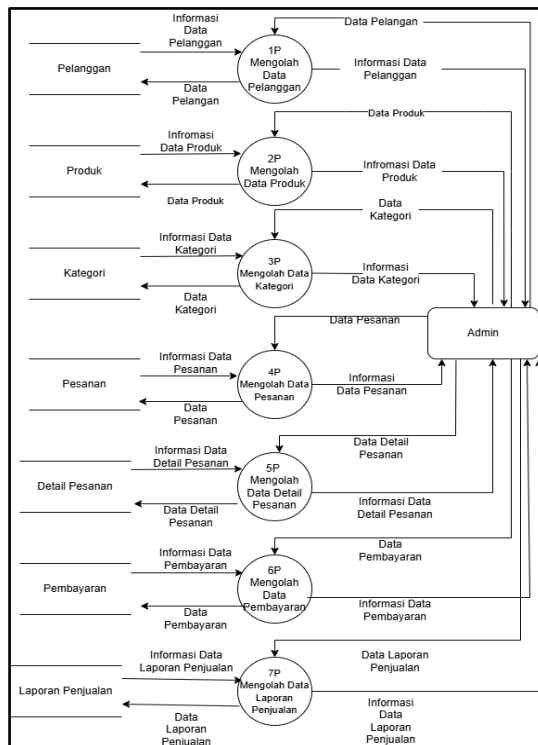 Informasi
Data
Pelanggan
Data Pelangan
1P
Mengolah
Data
Pelanggan
Pelanggan
Informasi Data
Pelanggan
Data
Pelangan
Infromasi
Data Produk
Data Produk
2P
Mengolah
Data Produk
Produk
Infromasi Data
Produk
Data Produk
Data
Kategori
Informasi Data
Kategori
3P
Mengolah Data
Kategori
Kategori
Informasi
Data Kategori
Data
Kategori
Data Pesanan
Admin
Informasi Data
Pesanan
4P
Mengolah Data
Pesanan
Pesanan
Informasi
Data Pesanan
Data
Pesanan
Data Detail
Pesanan
Informasi Data
Detail Pesanan
5P
Mengolah
Data Detail
Pesanan
Detail Pesanan
Data Detail
Pesanan
Informasi Data
Detail Pesanan
Data
Pembayaran
Informasi Data
Pembayaran
6P
Mengolah
Data
Pembayaran
Pembayaran
Data
Pembayaran
Informasi Data
Pembayaran
Informasi Data
Laporan Penjualan
Data Laporan
Penjualan
7P
Mengolah Data
Laporan
Penjualan
Laporan Penjualan
Data
Laporan
Penjualan
Informasi
Data
Laporan
Penjualan